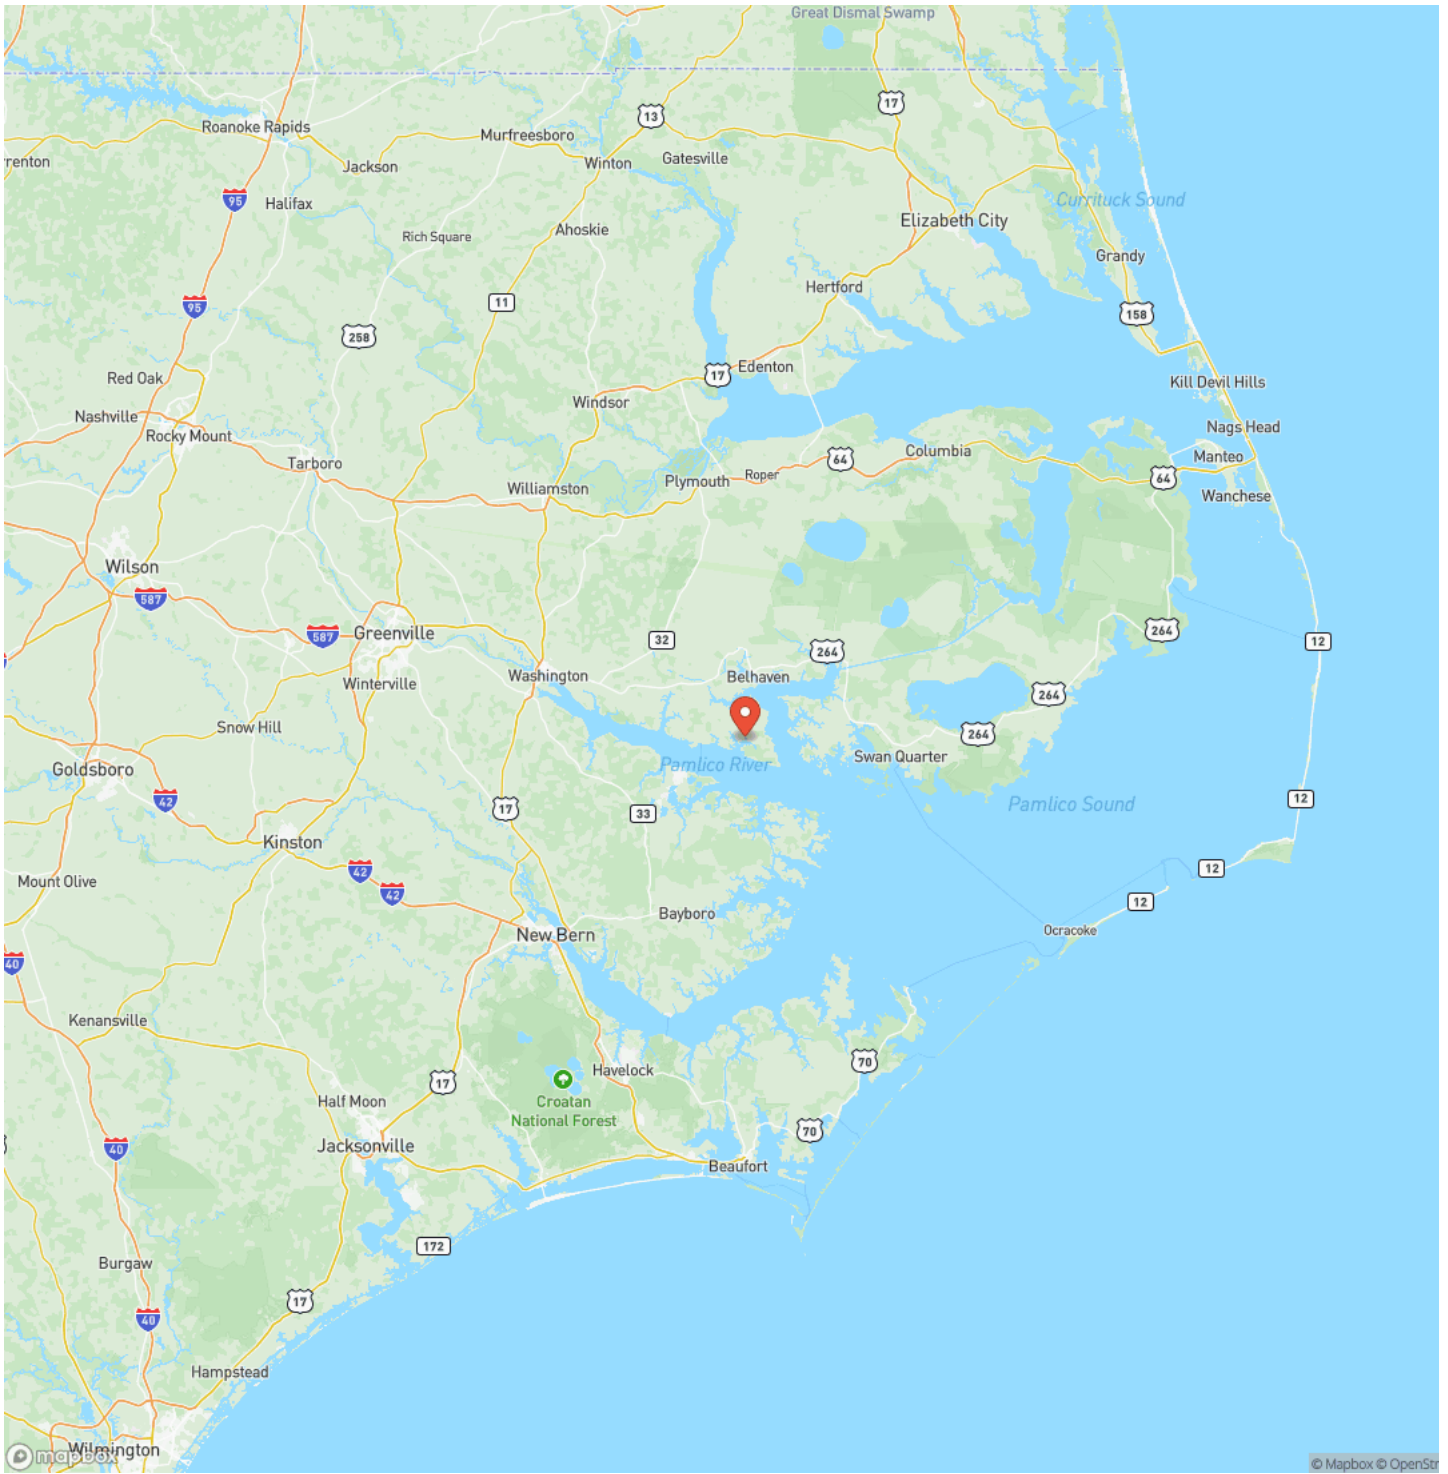 Great Dismal Swamp
17
13
Roanoke Rapids
Murfreesboro
Winton
Gatesville
Jackson
95
Halifax
Currituck Sound
Elizabeth City
Ahoskie
Rich Square
Grandy
Hertford
95
11
158
258
Edenton
17
Red Oak
Kill Devil Hills
Windsor
Nashville
Nags Head
Rocky Mount
Columbia
Manteo
Tarboro
64
Roper
Plymouth
64
Williamston
Wanchese
Wilson
587
587
Greenville
32
264
12
264
Washington
Belhaven
Winterville
264
Snow Hill
264
Swan Quarter
Pamlico River
Goldsboro
42
17
33
Pamlico Sound
12
Kinston
42
12
Mount Olive
42
12
Bayboro
New Bern
Ocracoke
40
Kenansville
70
Havelock
17
Croatan
National Forest
Half Moon
70
Jacksonville
40
Beaufort
172
Burgaw
17
40
Hampstead
Wilmington
mapbox
© Mapbox © OpenStr